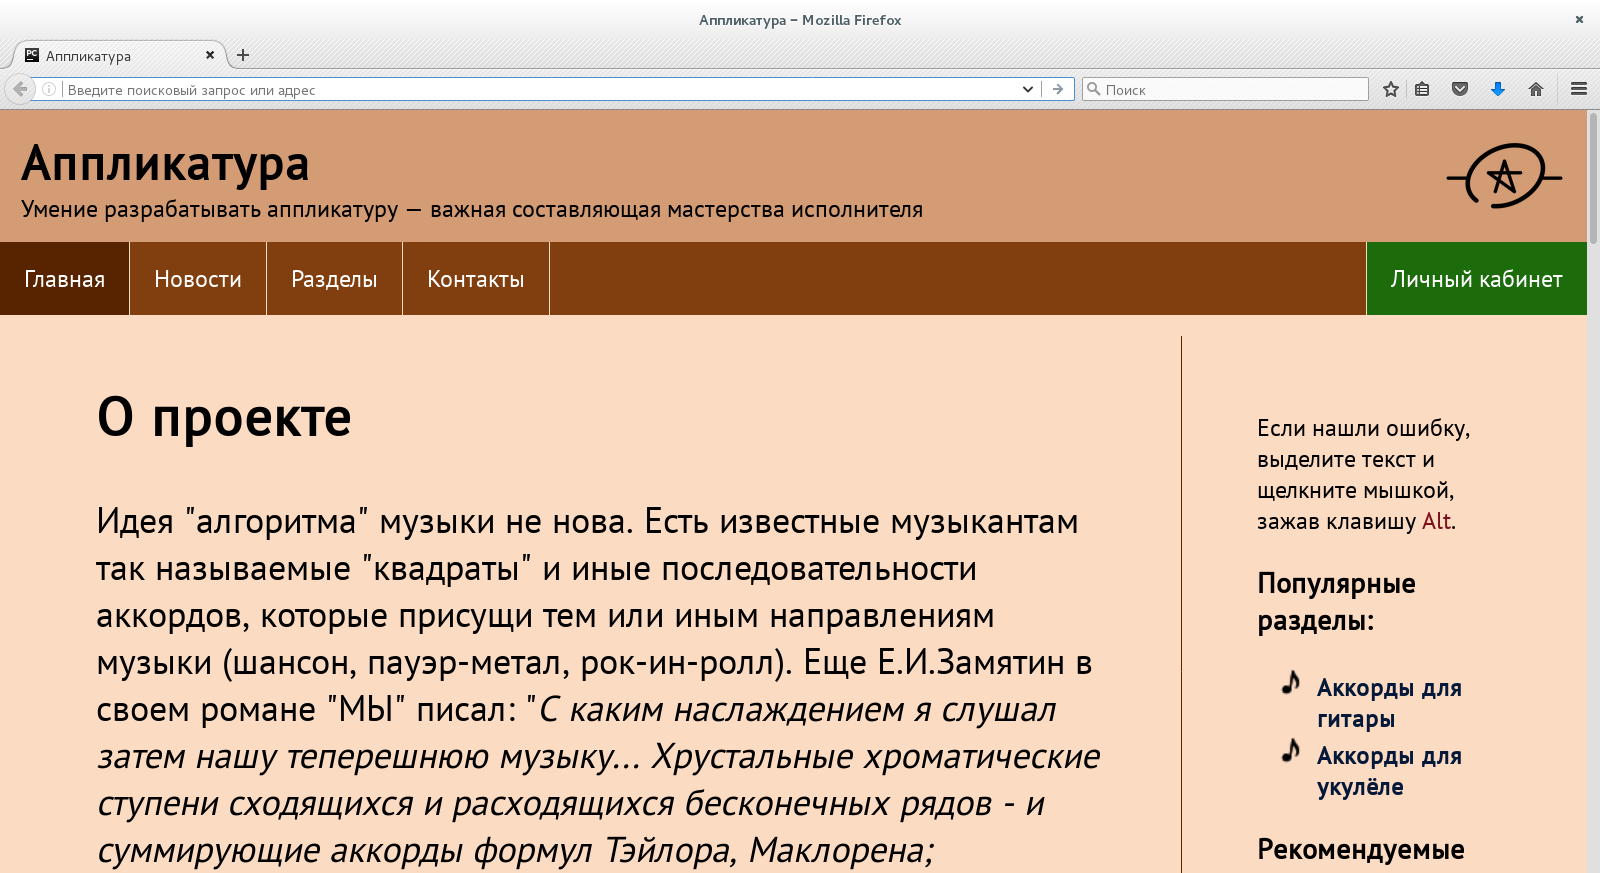 Аппликатура – Mozilla Firefox
PC Аппликатура
Введите поисковый запрос или адрес
Поиск
Аппликатура
Умение разрабатывать аппликатуру — важная составляющая мастерства исполнителя
Главная
Новости
Разделы
Контакты
Личный кабинет
О проекте
Идея "алгоритма" музыки не нова. Есть известные музыкантам
так называемые "квадраты" и иные последовательности
аккордов, которые присущи тем или иным направлениям
музыки (шансон, пауэр-метал, рок-ин-ролл). Еще Е.И.Замятин в
своем романе "МЫ" писал: "С каким наслаждением я слушал
затем нашу теперешнюю музыку... Хрустальные хроматические
ступени сходящихся и расходящихся бесконечных рядов - и
суммирующие аккорды формул Тэйлора, Маклорена;
Если нашли ошибку,
выделите текст и
щелкните мышкой,
зажав клавишу Alt.
Популярные
разделы:
Аккорды для
гитары
Аккорды для
укулёле
Рекомендуемые